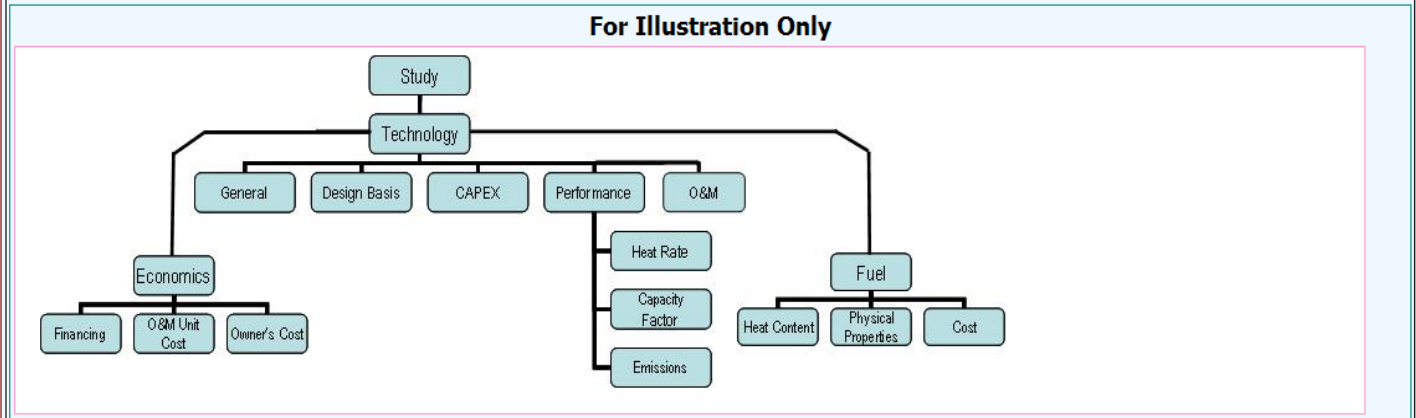 For Illustration Only
Study
Technology
General
Design Basis
CAPEX
Performance
O&M
Heat Rate
Capacity
Factor
Emissions
Economics
Financing
O&M Unit
Cost
Owner's Cost
Fuel
Heat Content
Physical
Properties
Cost